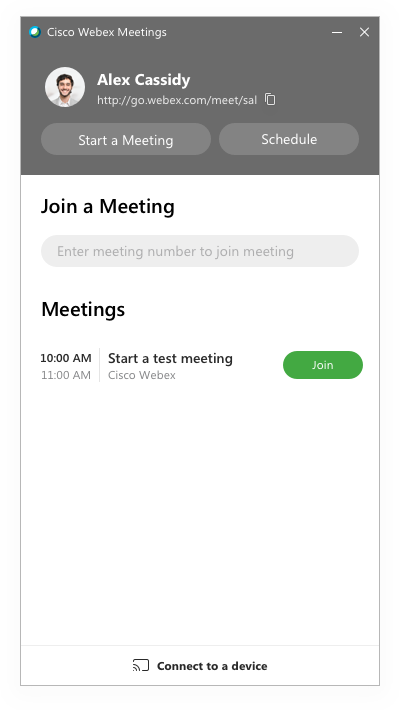 Cisco Webex Meetings
Alex Cassidy
http://go.webex.com/meet/sal
Start a Meeting
Schedule
Join a Meeting
Enter meeting number to join meeting
Meetings
10:00 AM
Start a test meeting
11:00 AM
Cisco Webex
Join
Connect to a device